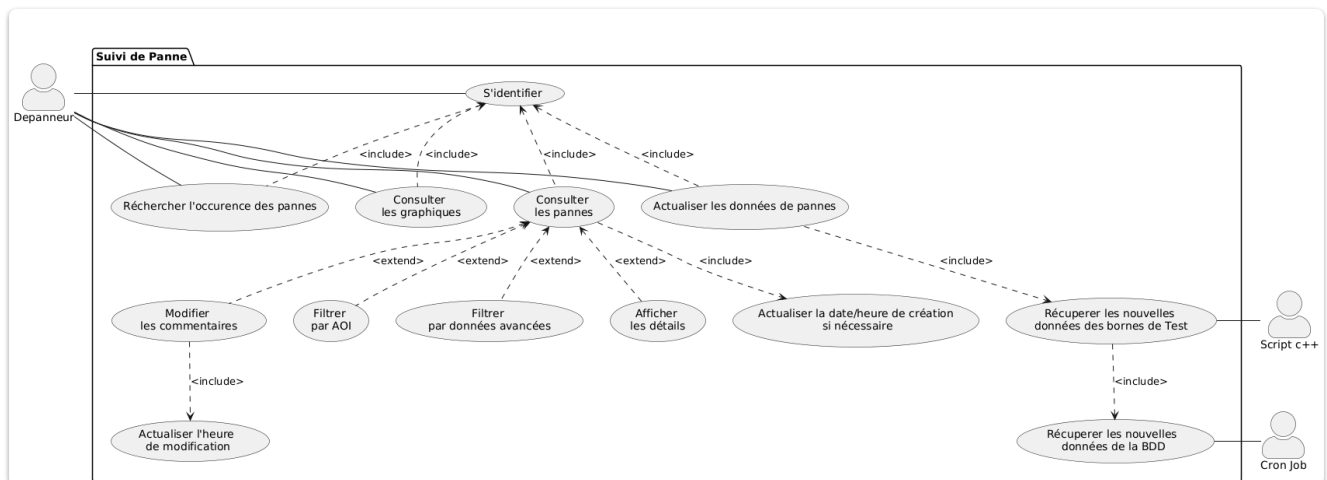 Suivi de Panne
S'identifier
Depanneur
<include>
<include>
<include>
<include>
Réchercher l'occurence des pannes
Consulter
les graphiques
Consulter
les pannes
Actualiser les données de pannes
<extend>
<extend>
<extend>
<extend>
<include>
<include>
Modifier
les commentaires
Filtrer
par AOI
Filtrer
par données avancées
Afficher
les détails
Actualiser la date/heure de création
si nécessaire
Récuperer les nouvelles
données des bornes de Test
Script c++
<include>
<include>
Actualiser l'heure
de modification
Récuperer les nouvelles
données de la BDD
Cron Job